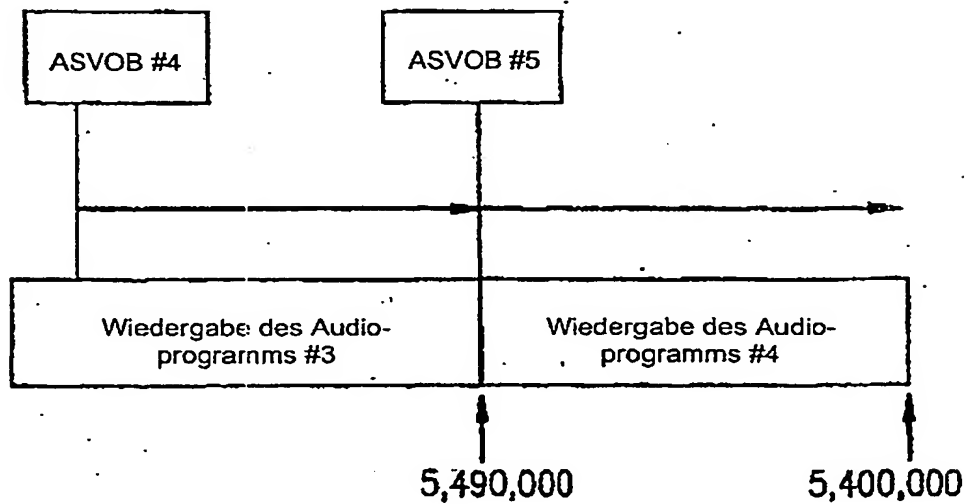 ASVOB #4
ASVOB #5
Wiedergabe des Audio-
programms #3
Wiedergabe des Audio-
programms #4
5,490,000
5,400,000